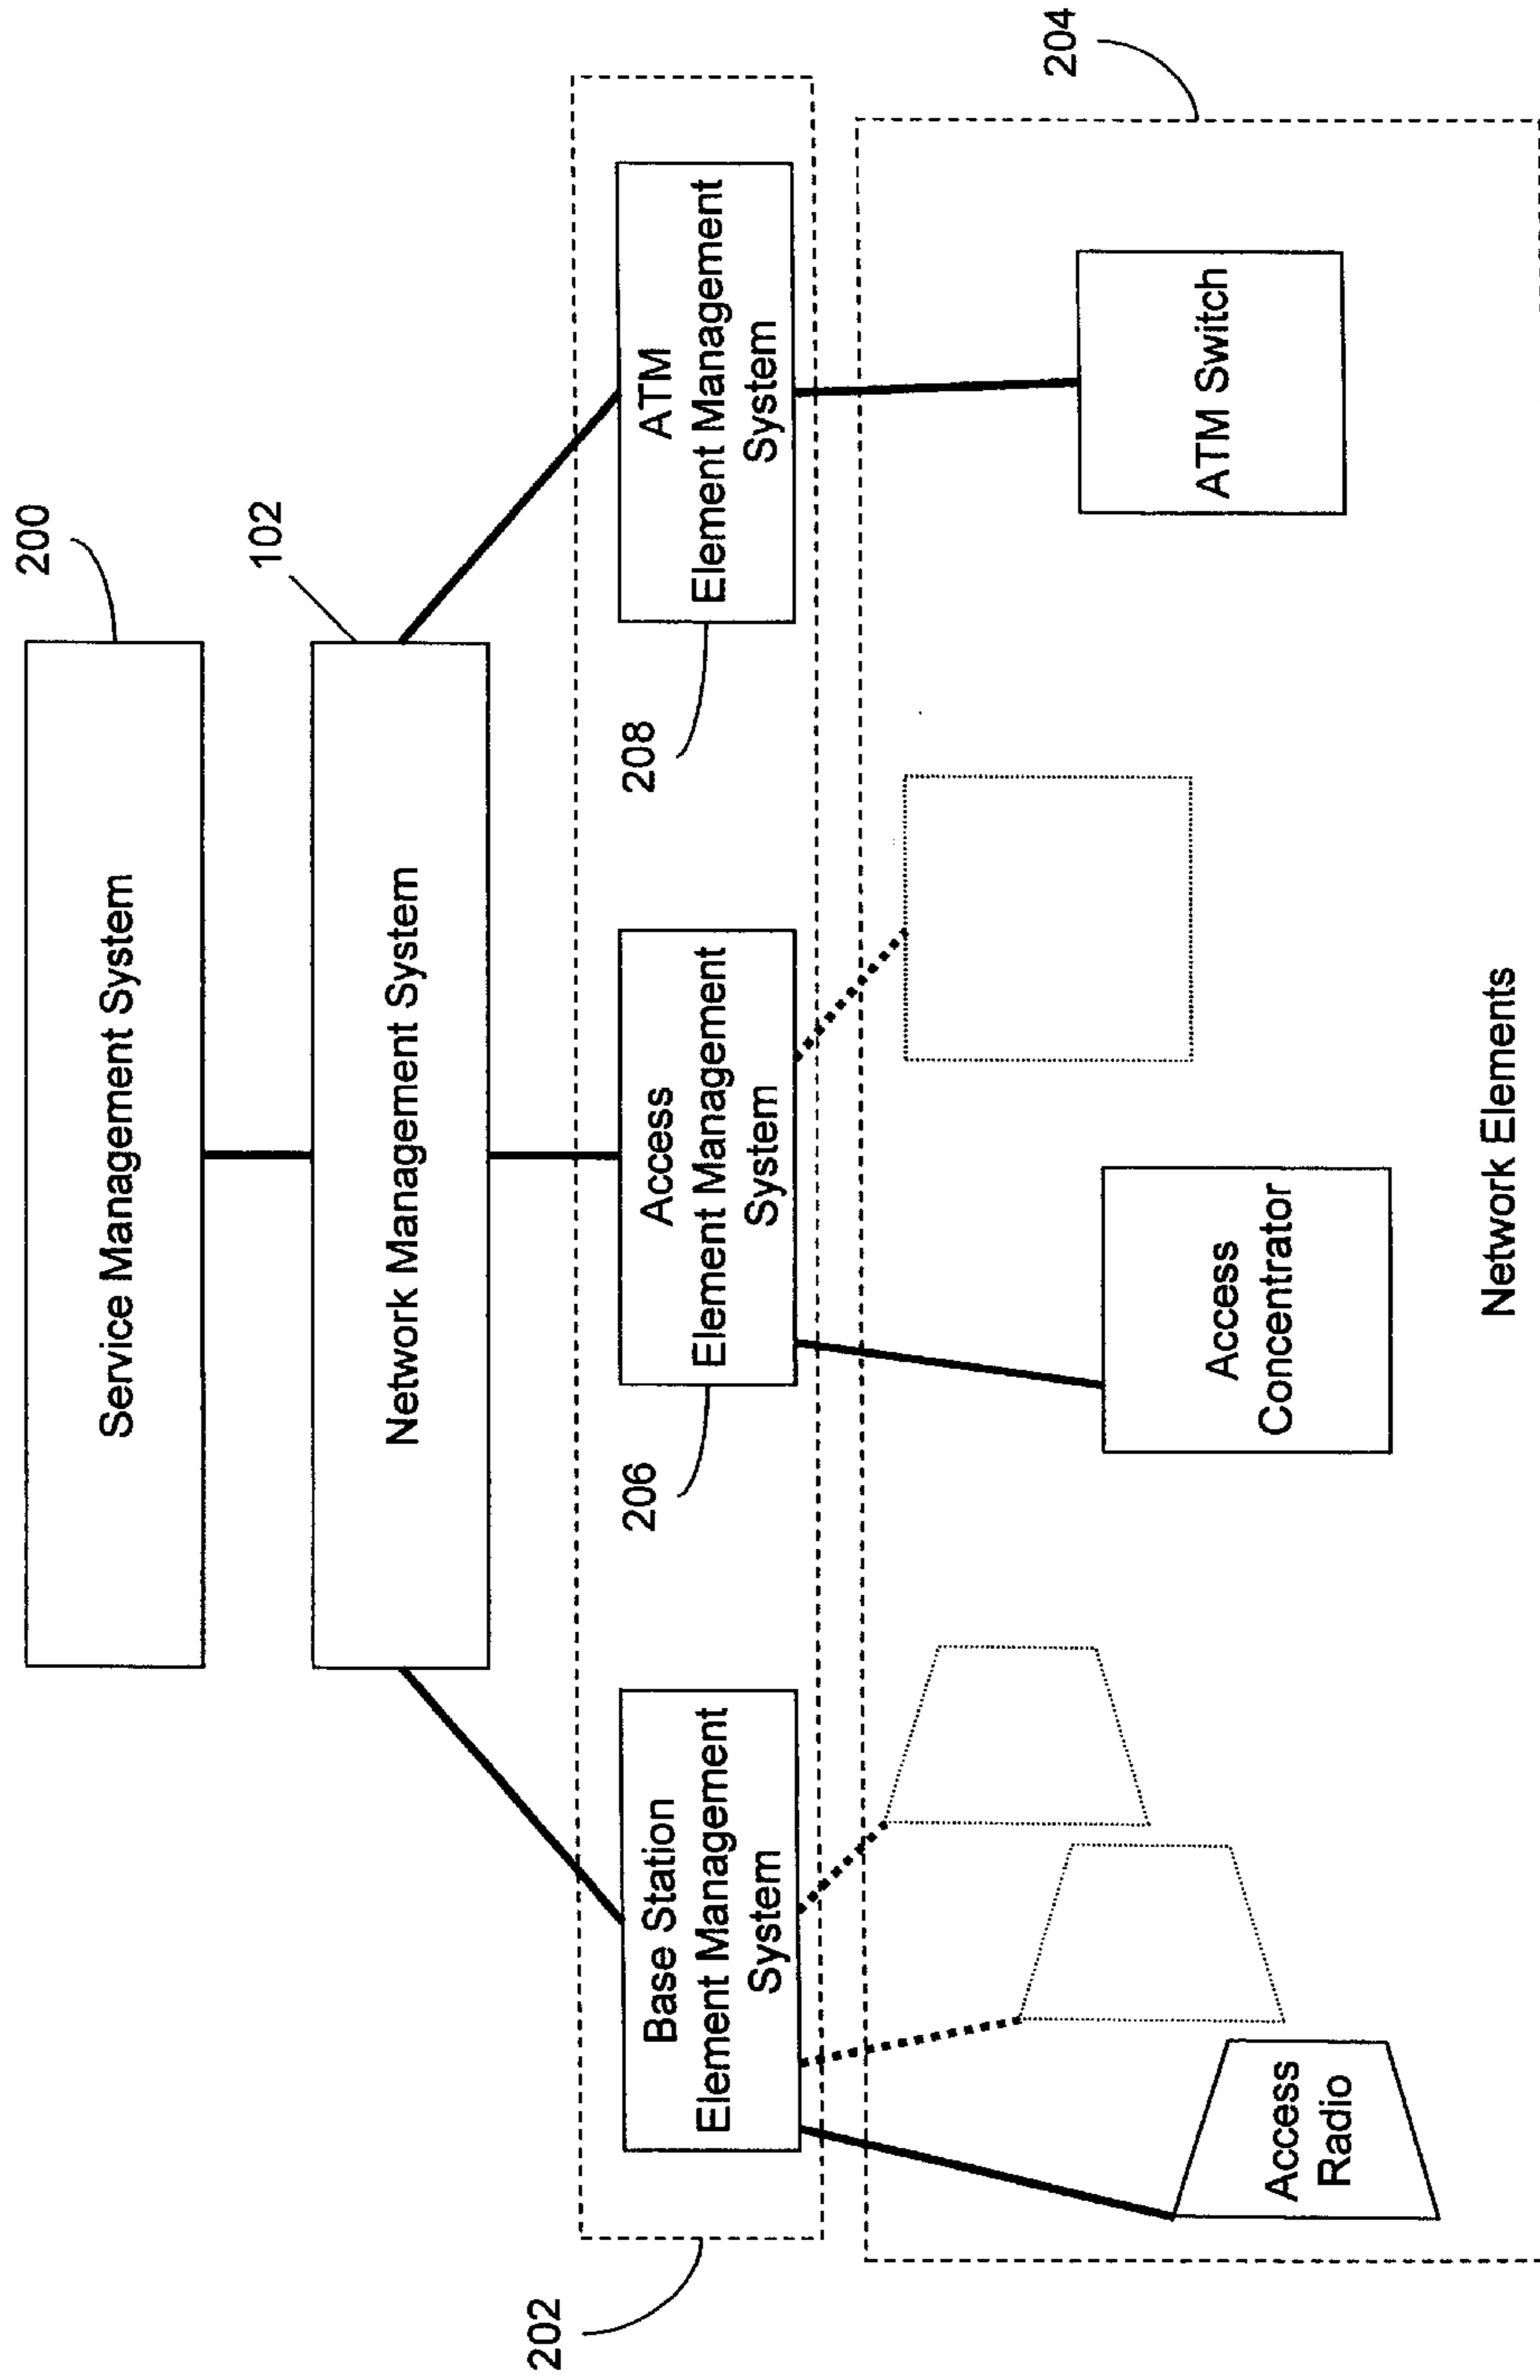 200
Service Management System
102
Network Management System
202
Base Station
Element Management
System
206
Access
Element Management
System
208
ATM
Element Management
System
204
Access
Radio
Access
Concentrator
ATM Switch
Network Elements